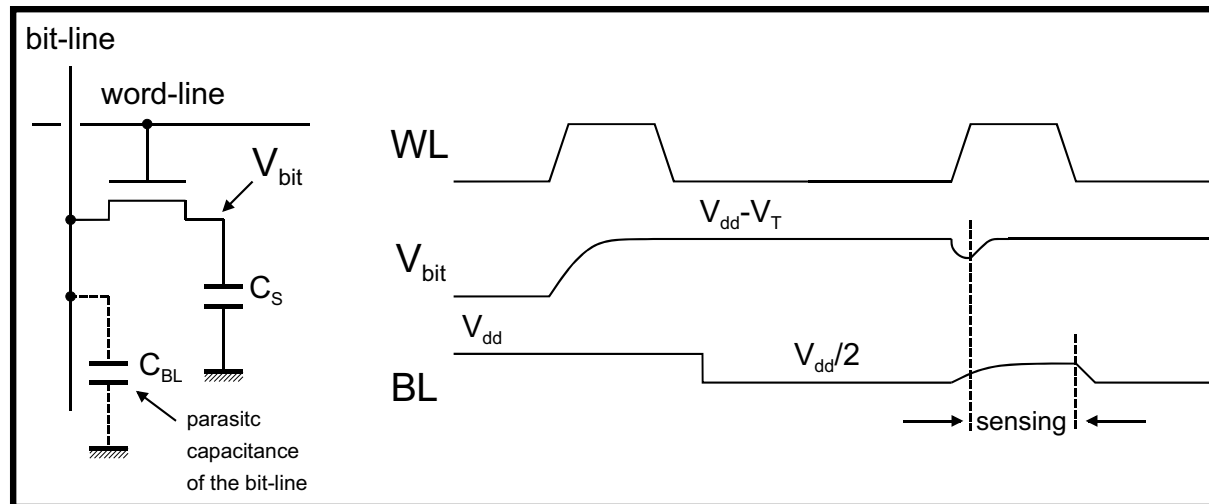 bit-line
word-line
V_bit
C_S
C_BL
parasitc
capacitance
of the bit-line
WL
V_dd-V_T
V_bit
V_dd
V_dd/2
BL
sensing